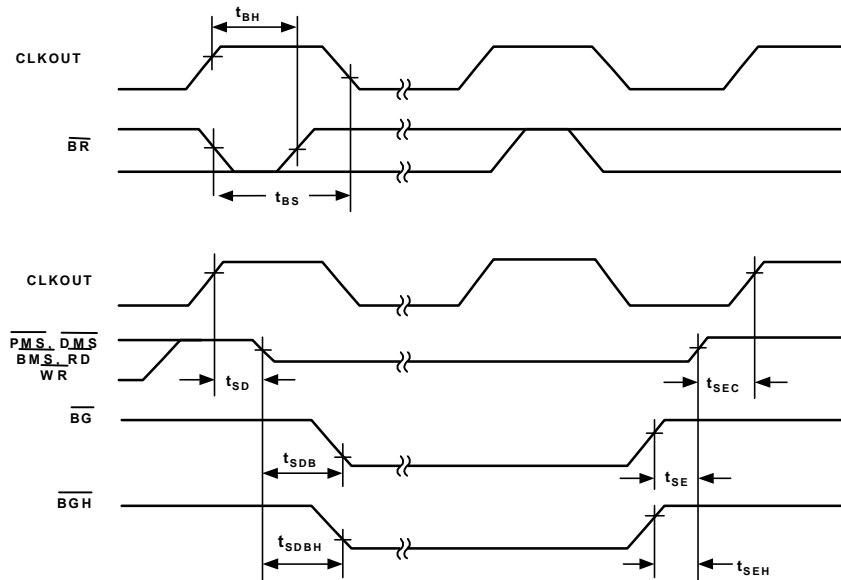 tBH
CLKOUT
BR
tBS
CLKOUT
PMS, DMS
BMS, RD
WR
tSD
tSEC
BG
tSDB
tSE
BGH
tSDBH
tSEH